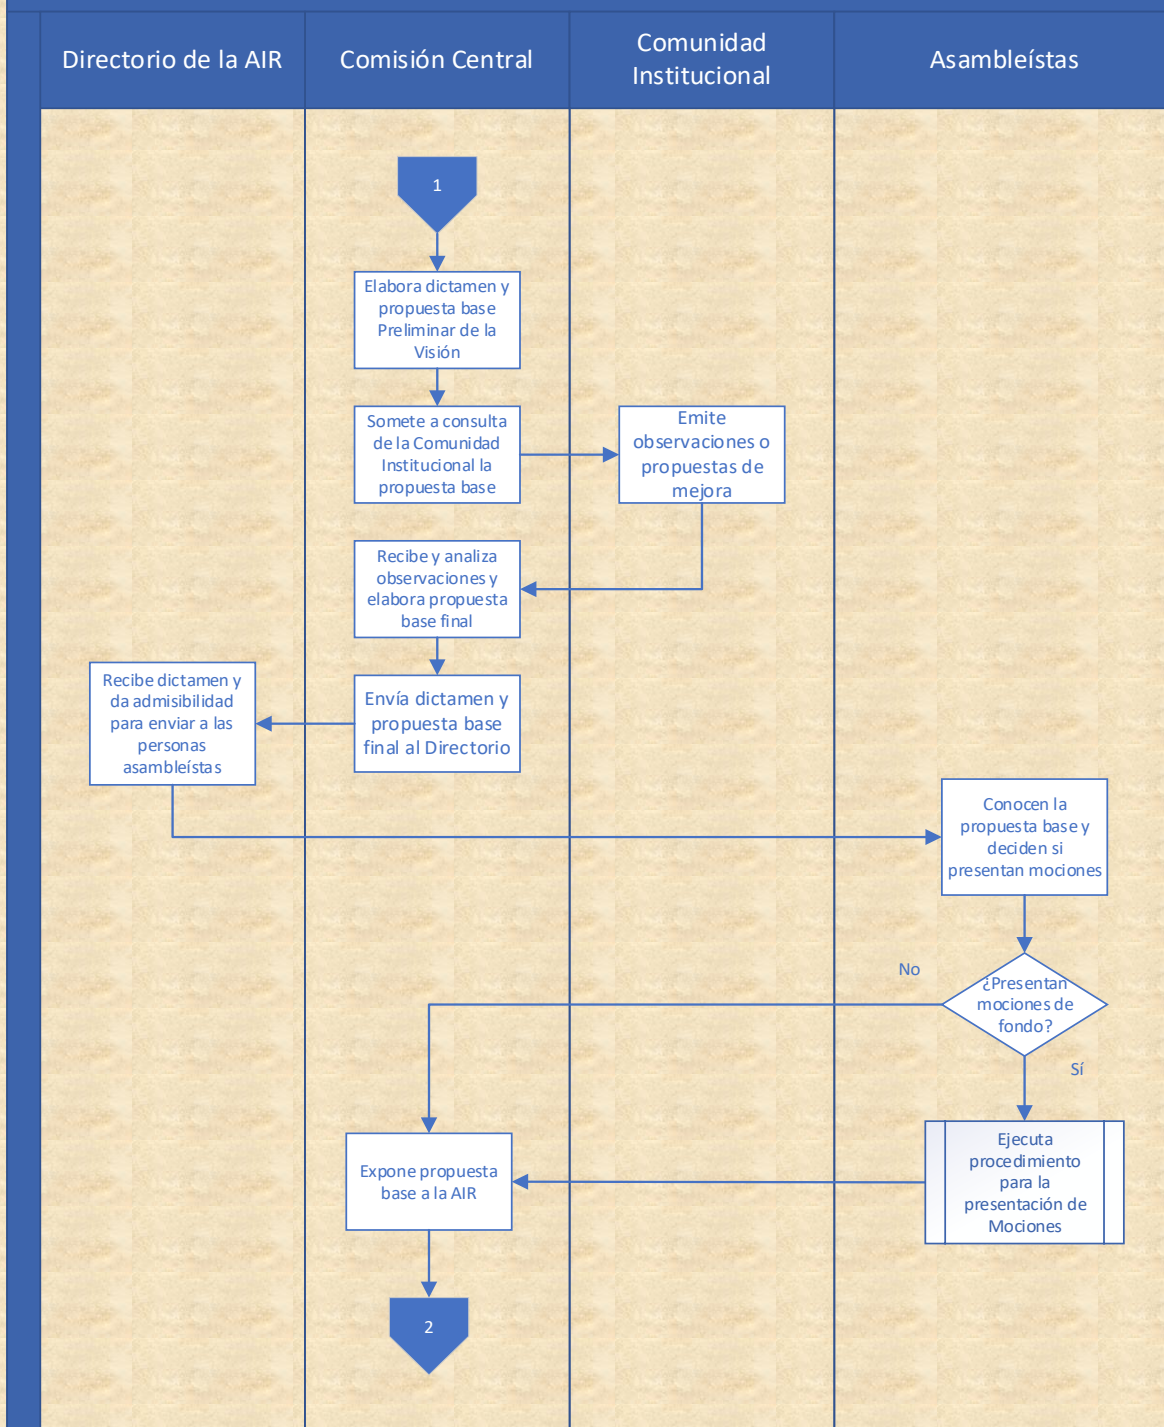 Directorio de la AIR
Comisión Central
Comunidad
Institucional
Asambleístas
1
Elabora dictamen y
propuesta base
Preliminar de la
Visión
Somete a consulta
de la Comunidad
Institucional la
propuesta base
Emite
observaciones o
propuestas de
mejora
Recibe y analiza
observaciones y
elabora propuesta
base final
Envía dictamen y
propuesta base
final al Directorio
Recibe dictamen y
da admisibilidad
para enviar a las
personas
asambleístas
Conocen la
propuesta base y
deciden si
presentan mociones
¿Presentan
mociones de
fondo?
No
Sí
Ejecuta
procedimiento
para la
presentación de
Mociones
Expone propuesta
base a la AIR
2